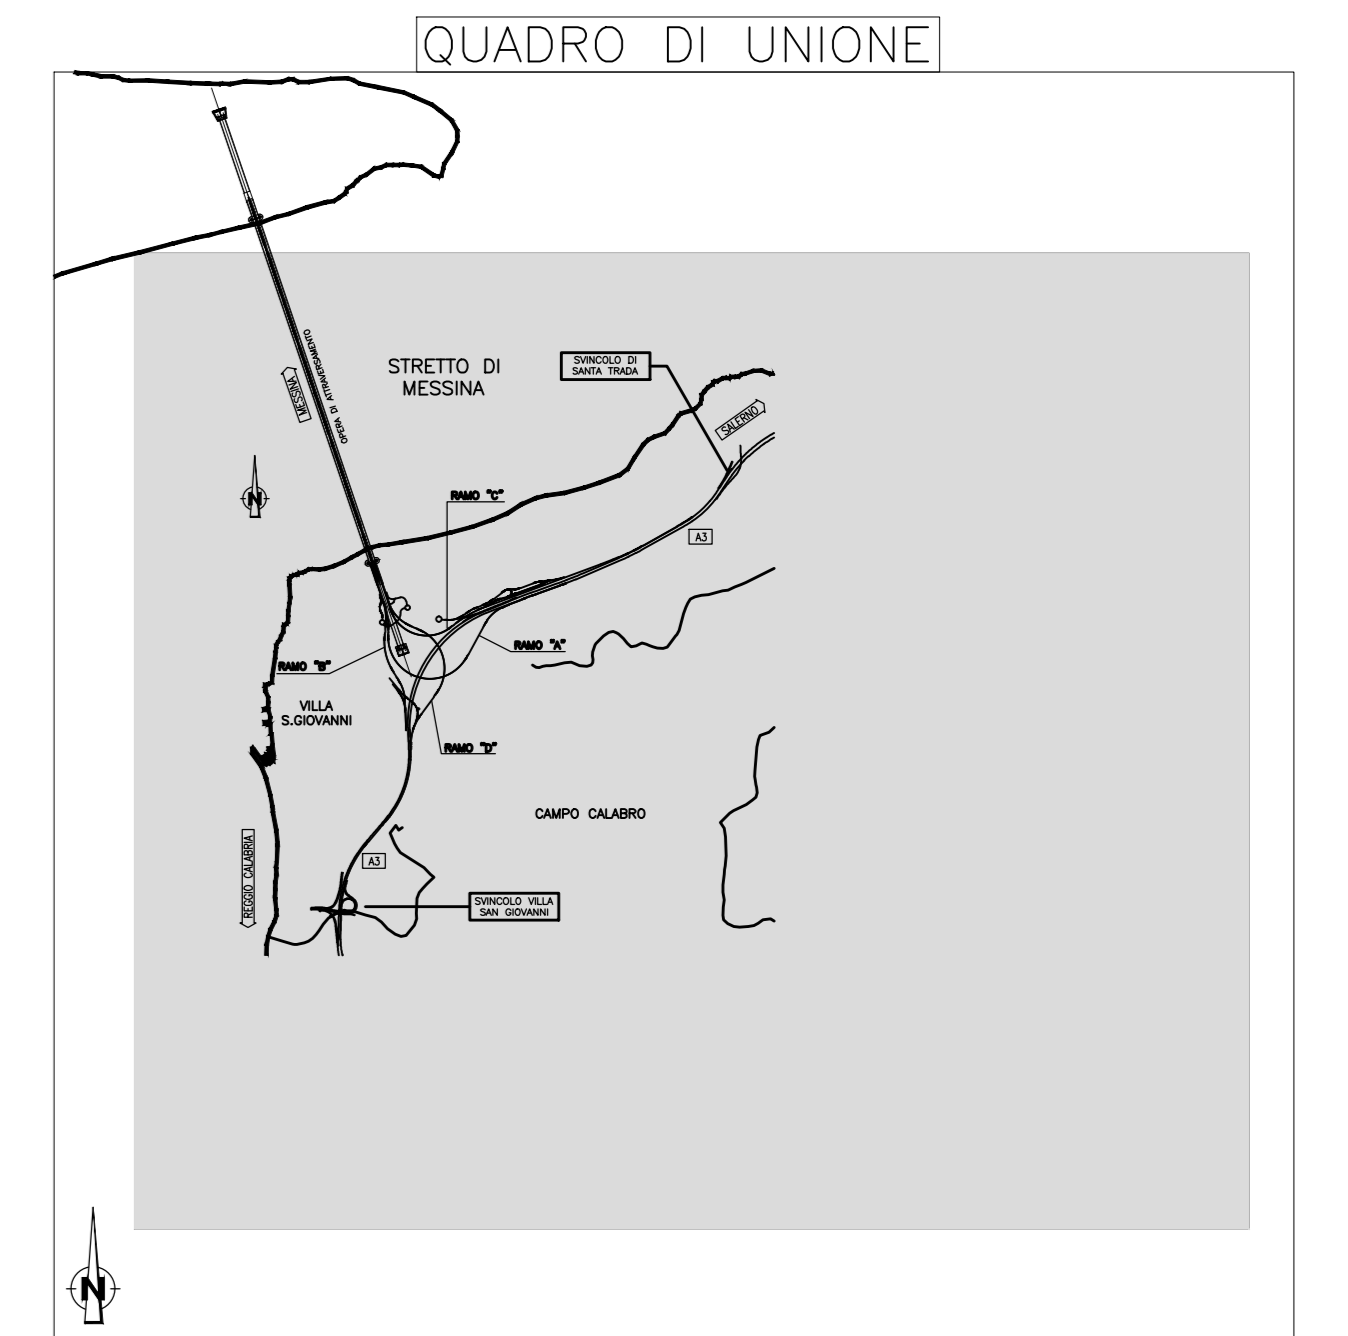 QUADRO DI UNIONE
STRETTO DI
MESSINA
SVINCOLO DI
SANTA TRADA
OPERA DI ATTRAVERSAMENTO
MESSINA
SALERNO
N
RAMO "C"
A3
RAMO "A"
RAMO "B"
VILLA
S.GIOVANNI
RAMO "D"
CAMPO CALABRO
REGGIO CALABRIA
A3
SVINCOLO VILLA
SAN GIOVANNI
N